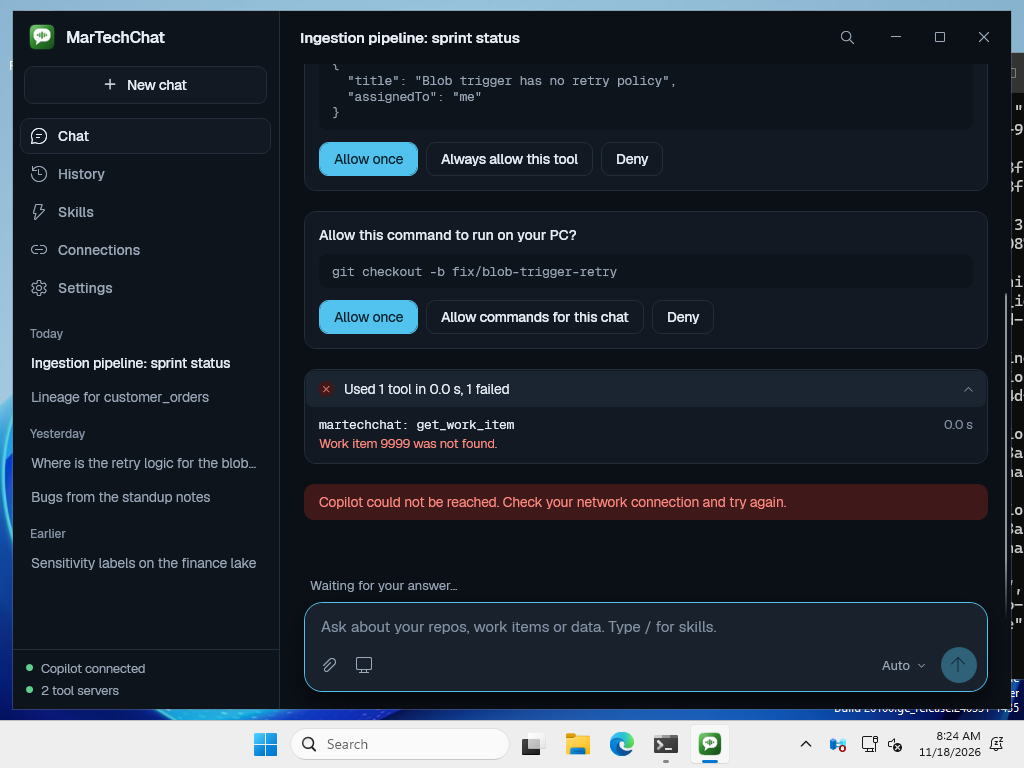 MarTechChat
Ingestion pipeline: sprint status
New chat
Chat
History
Skills
Connections
Settings
Today
Ingestion pipeline: sprint status
Lineage for customer_orders
Yesterday
Where is the retry logic for the blob...
Bugs from the standup notes
Earlier
Sensitivity labels on the finance lake
Copilot connected
2 tool servers
{
"title": "Blob trigger has no retry policy",
"assignedTo": "me"
}
Allow once
Always allow this tool
Deny
Allow this command to run on your PC?
git checkout -b fix/blob-trigger-retry
Allow once
Allow commands for this chat
Deny
Used 1 tool in 0.0 s, 1 failed
martechchat: get_work_item
0.0 s
Work item 9999 was not found.
Copilot could not be reached. Check your network connection and try again.
Waiting for your answer...
Ask about your repos, work items or data. Type / for skills.
Auto
Search
8:24 AM
11/18/2026